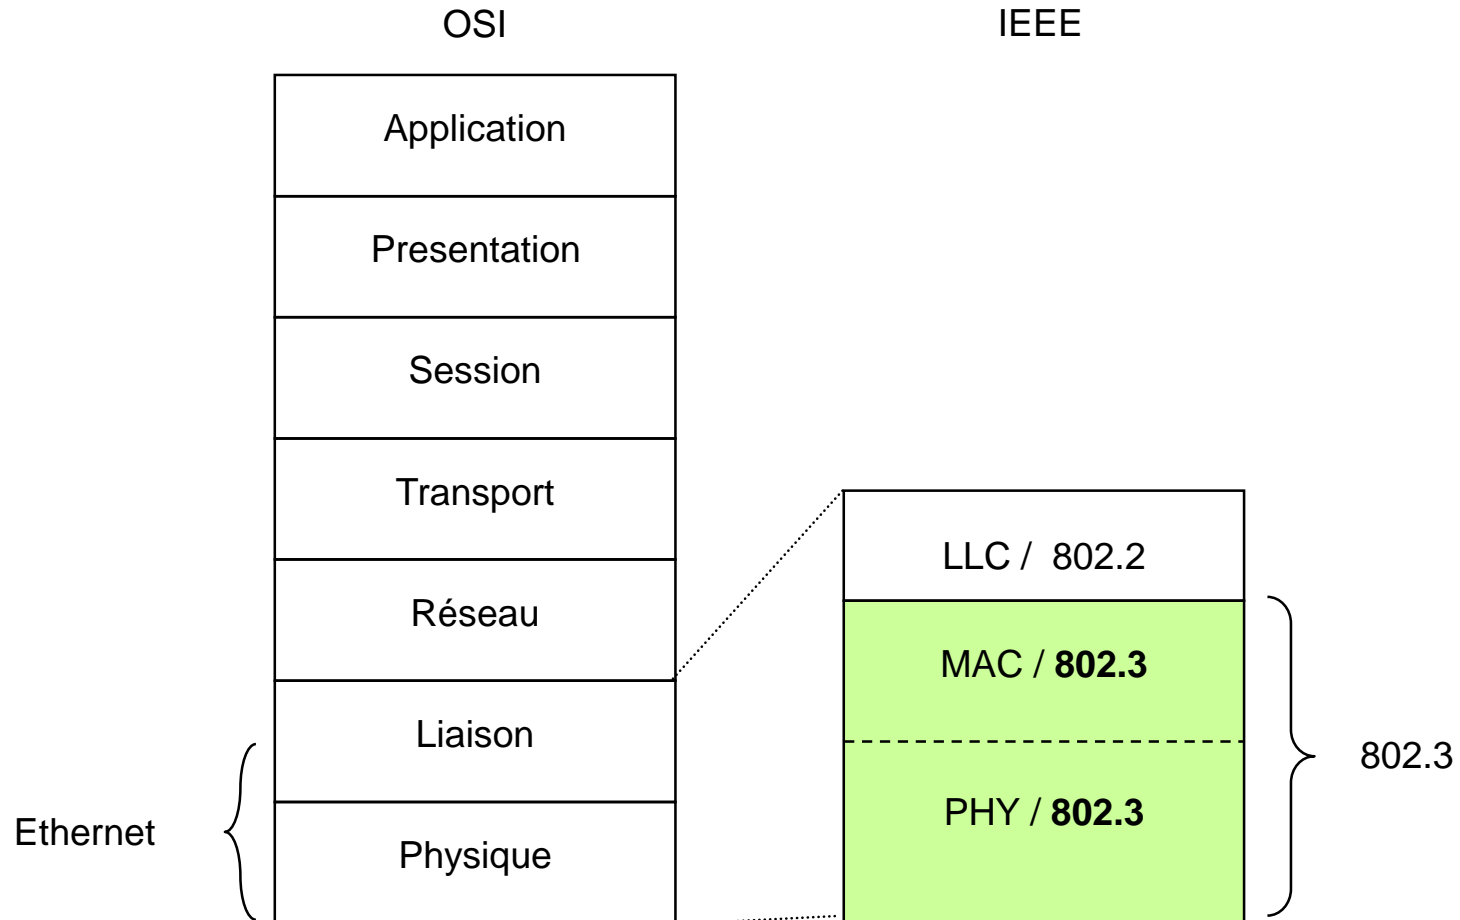 OSI
IEEE
Application
Presentation
Session
Transport
Réseau
Liaison
Physique
Ethernet
LLC / 802.2
MAC / 802.3
PHY / 802.3
802.3